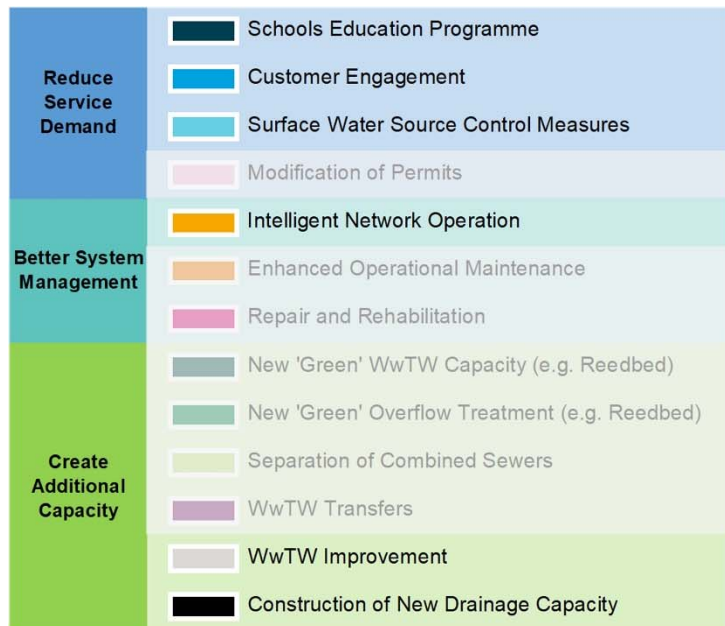 Reduce
Service
Demand
Schools Education Programme
Customer Engagement
Surface Water Source Control Measures
Modification of Permits
Better System
Management
Intelligent Network Operation
Enhanced Operational Maintenance
Repair and Rehabilitation
Create
Additional
Capacity
New 'Green' WwTW Capacity (e.g. Reedbed)
New 'Green' Overflow Treatment (e.g. Reedbed)
Separation of Combined Sewers
WwTW Transfers
WwTW Improvement
Construction of New Drainage Capacity